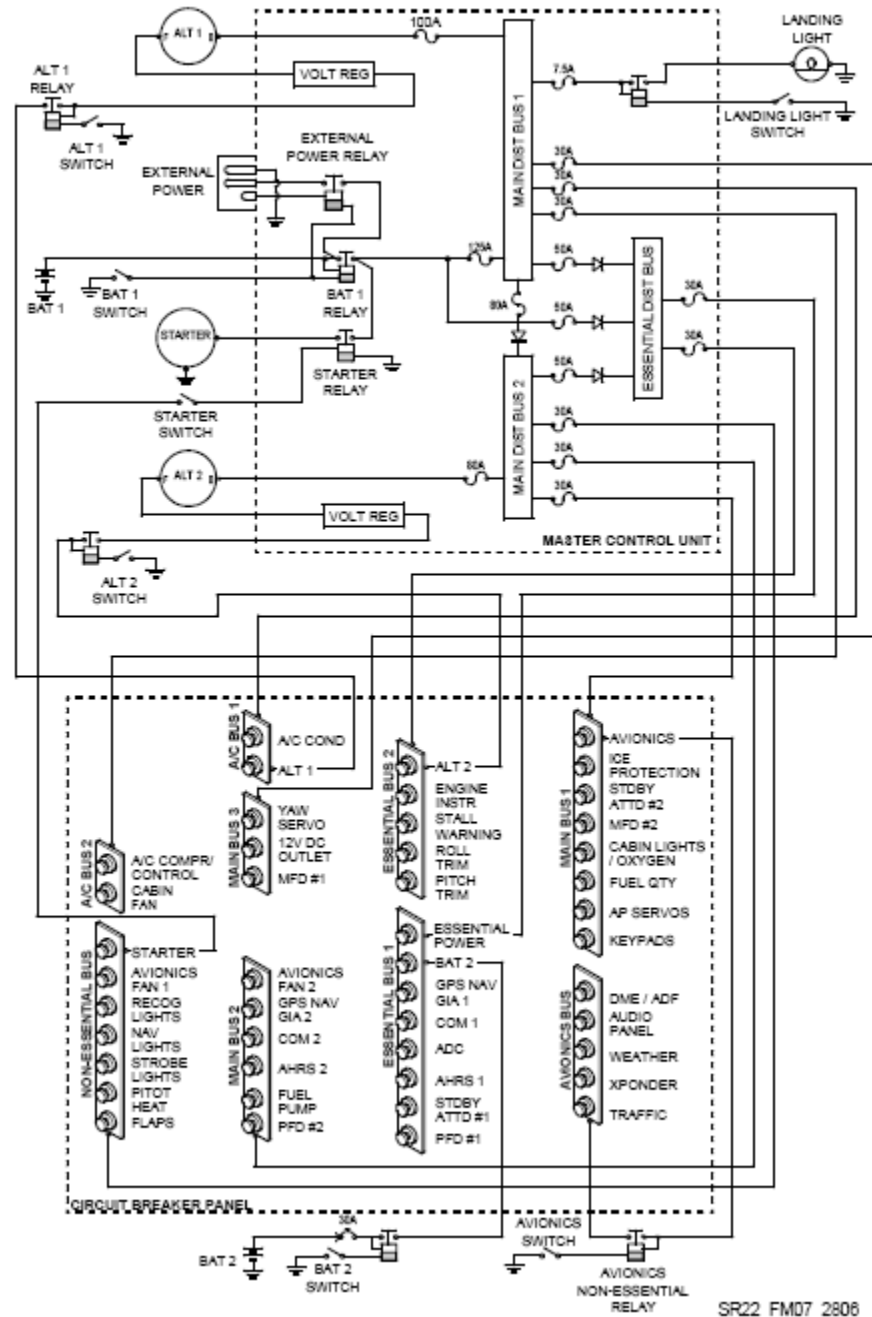 ALT 1
100A
LANDING
LIGHT
ALT 1
RELAY
VOLT REG
7.5A
ALT 1
SWITCH
EXTERNAL
POWER RELAY
LANDING LIGHT
SWITCH
EXTERNAL
POWER
MAIN DIST BUS 1
30A
30A
30A
125A
50A
BAT 1
BAT 1
SWITCH
BAT 1
RELAY
80A
50A
ESSENTIAL DIST BUS
30A
30A
STARTER
STARTER
RELAY
50A
STARTER
SWITCH
MAIN DIST BUS 2
30A
30A
30A
ALT 2
80A
VOLT REG
MASTER CONTROL UNIT
ALT 2
SWITCH
A/C BUS 1
A/C COND
ALT 1
MAIN BUS 3
YAW
SERVO
12V DC
OUTLET
MFD #1
ESSENTIAL BUS 2
ALT 2
ENGINE
INSTR
STALL
WARNING
ROLL
TRIM
PITCH
TRIM
MAIN BUS 1
AVIONICS
ICE
PROTECTION
STDBY
ATTD #2
MFD #2
CABIN LIGHTS
/ OXYGEN
FUEL QTY
AP SERVOS
KEYPADS
A/C BUS 2
A/C COMPR/
CONTROL
CABIN
FAN
NON-ESSENTIAL BUS
STARTER
AVIONICS
FAN 1
RECOG
LIGHTS
NAV
LIGHTS
STROBE
LIGHTS
PITOT
HEAT
FLAPS
MAIN BUS 2
AVIONICS
FAN 2
GPS NAV
GIA 2
COM 2
AHRS 2
FUEL
PUMP
PFD #2
ESSENTIAL BUS 1
ESSENTIAL
POWER
BAT 2
GPS NAV
GIA 1
COM 1
ADC
AHRS 1
STDBY
ATTD #1
PFD #1
AVIONICS BUS
DME / ADF
AUDIO
PANEL
WEATHER
XPONDER
TRAFFIC
CIRCUIT BREAKER PANEL
30A
BAT 2
BAT 2
SWITCH
AVIONICS
SWITCH
AVIONICS
NON-ESSENTIAL
RELAY
SR22_FM07_2806